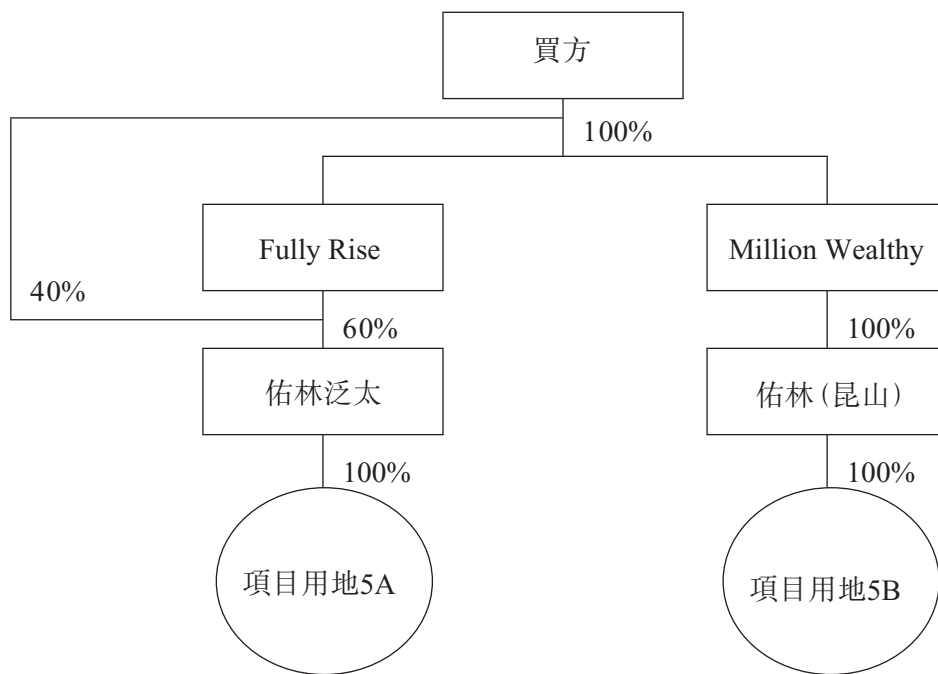 買方
100%
Fully Rise
Million Wealthy
40%
60%
100%
佑林泛太
佑林(昆山)
100%
100%
項目用地5A
項目用地5B